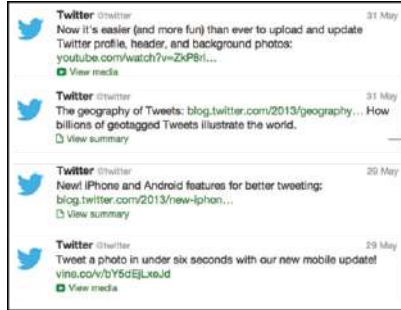 Twitter @twitter 31 May
Now it's easier (and more fun) than ever to upload and update
Twitter profile, header, and background photos:
youtube.com/watch?v=ZkP8ri...
View media
Twitter @twitter 31 May
The geography of Tweets: blog.twitter.com/2013/geography... How
billions of geotagged Tweets illustrate the world.
View summary
Twitter @twitter 29 May
New! iPhone and Android features for better tweeting:
blog.twitter.com/2013/new-iphon...
View summary
Twitter @twitter 29 May
Tweet a photo in under six seconds with our new mobile update!
vine.co/v/bY5dEjLxeJd
View media